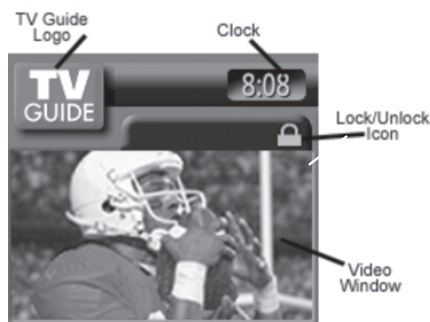 TV Guide
Logo
Clock
TV
GUIDE
8:08
Lock/Unlock
Icon
Video
Window